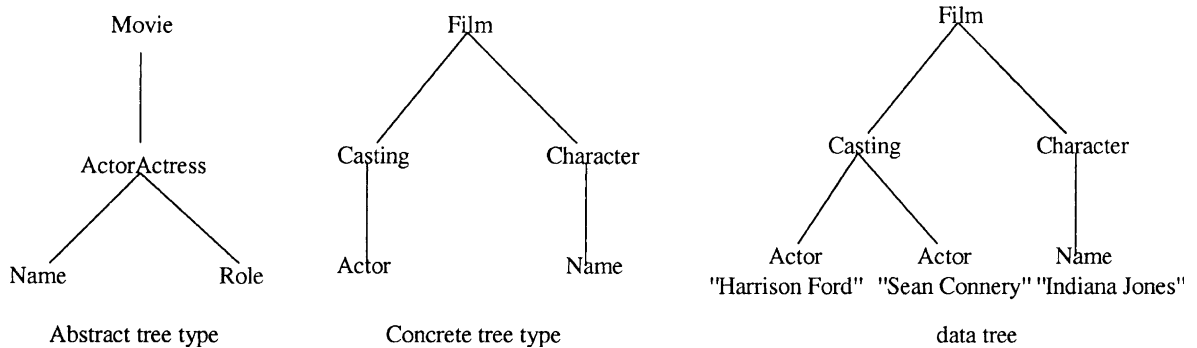 Movie
ActorActress
Name Role
Abstract tree type
Film
Casting Character
Actor Name
Concrete tree type
Film
Casting Character
Actor Actor Name
"Harrison Ford" "Sean Connery" "Indiana Jones"
data tree